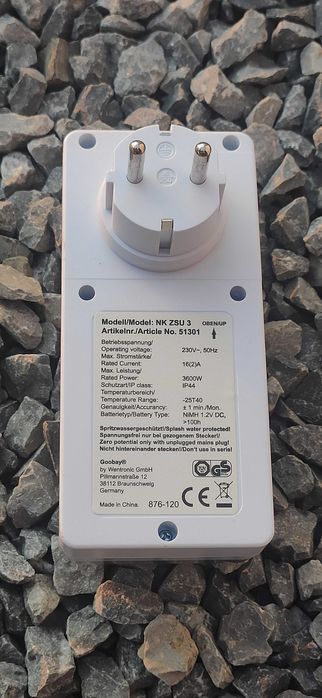 Modell/Model: NK ZSU 3
OBEN/UP
Artikelnr./Article No. 51301
Betriebsspannung/
Operating voltage: 230V~, 50Hz
Max. Stromstärke/
Rated Current: 16(2)A
Max. Leistung/
Rated Power: 3600W
Schutzart/IP class: IP44
Temperaturbereich/
Temperature Range: -25T40
Genauigkeit/Accurancy: ± 1 min./Mon.
Batterietyp/Battery Type: NiMH 1.2V DC,
>100h
Spritzwassergeschützt!/Splash water protected!
Spannungsfrei nur bei gezogenem Stecker!/
Zero potential only with unplugged mains plug!
Nicht hintereinander stecken!/Don't use in serie!
Goobay®
by Wentronic GmbH
Pillmannstraße 12
38112 Braunschweig
Germany
Made in China. 876-120
CE